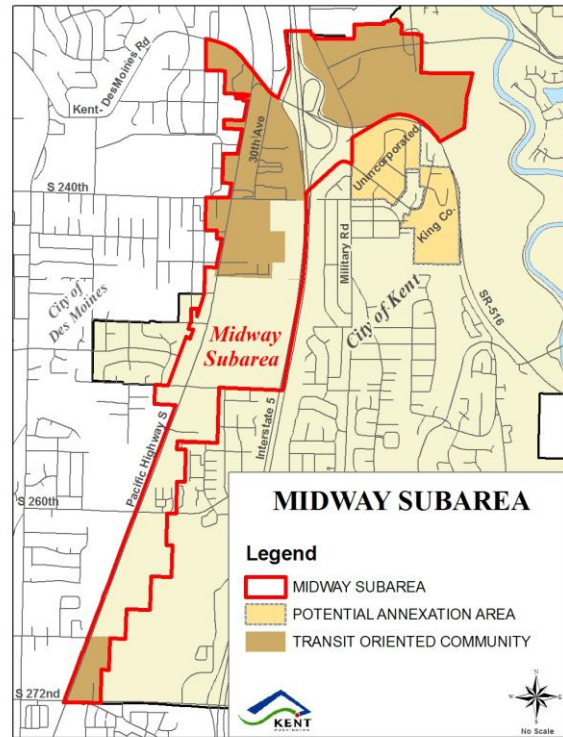 Kent-DesMoines Rd
30th Ave
S 240th
Unincorporated
King Co.
Military Rd
City of
Des Moines
City of Kent
SR-516
Midway
Subarea
Interstate 5
Pacific Highway S
S 260th
S 272nd
MIDWAY SUBAREA
Legend
MIDWAY SUBAREA
POTENTIAL ANNEXATION AREA
TRANSIT ORIENTED COMMUNITY
KENT
WASHINGTON
N
No Scale